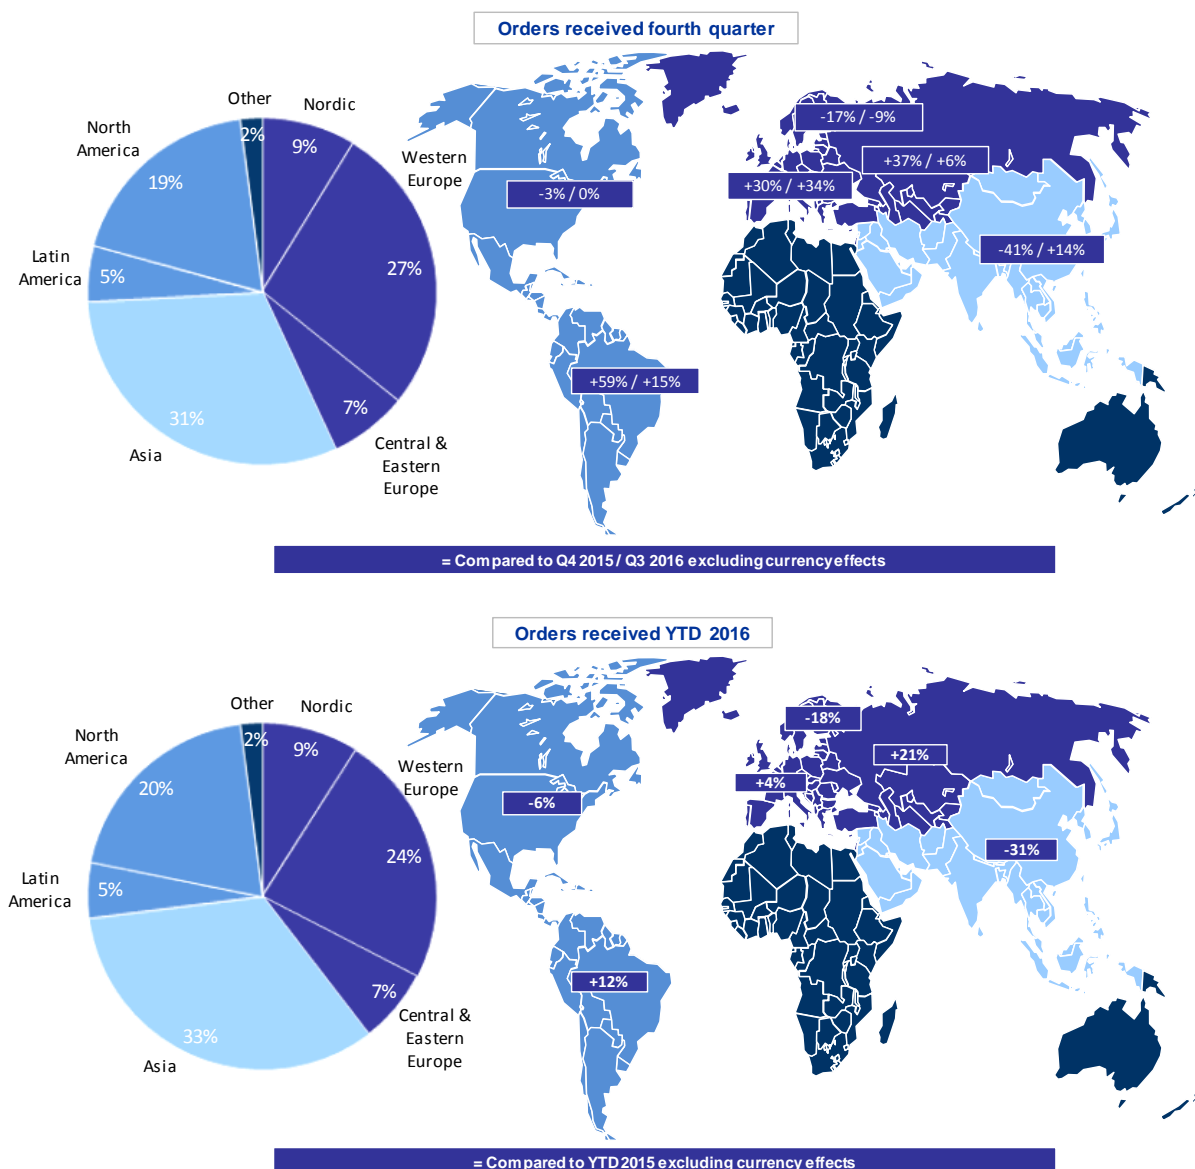 Orders received fourth quarter
Other
Nordic
North
America
Western
Europe
2%
9%
19%
27%
Latin
America
5%
7%
31%
Asia
Central &
Eastern
Europe
-17% / -9%
+37% / +6%
-3% / 0%
+30% / +34%
-41% / +14%
+59% / +15%
= Compared to Q4 2015 / Q3 2016 excluding currency effects
Orders received YTD 2016
Other
Nordic
North
America
Western
Europe
2%
9%
20%
24%
Latin
America
5%
7%
33%
Asia
Central &
Eastern
Europe
-18%
+21%
+4%
-6%
-31%
+12%
= Compared to YTD 2015 excluding currency effects